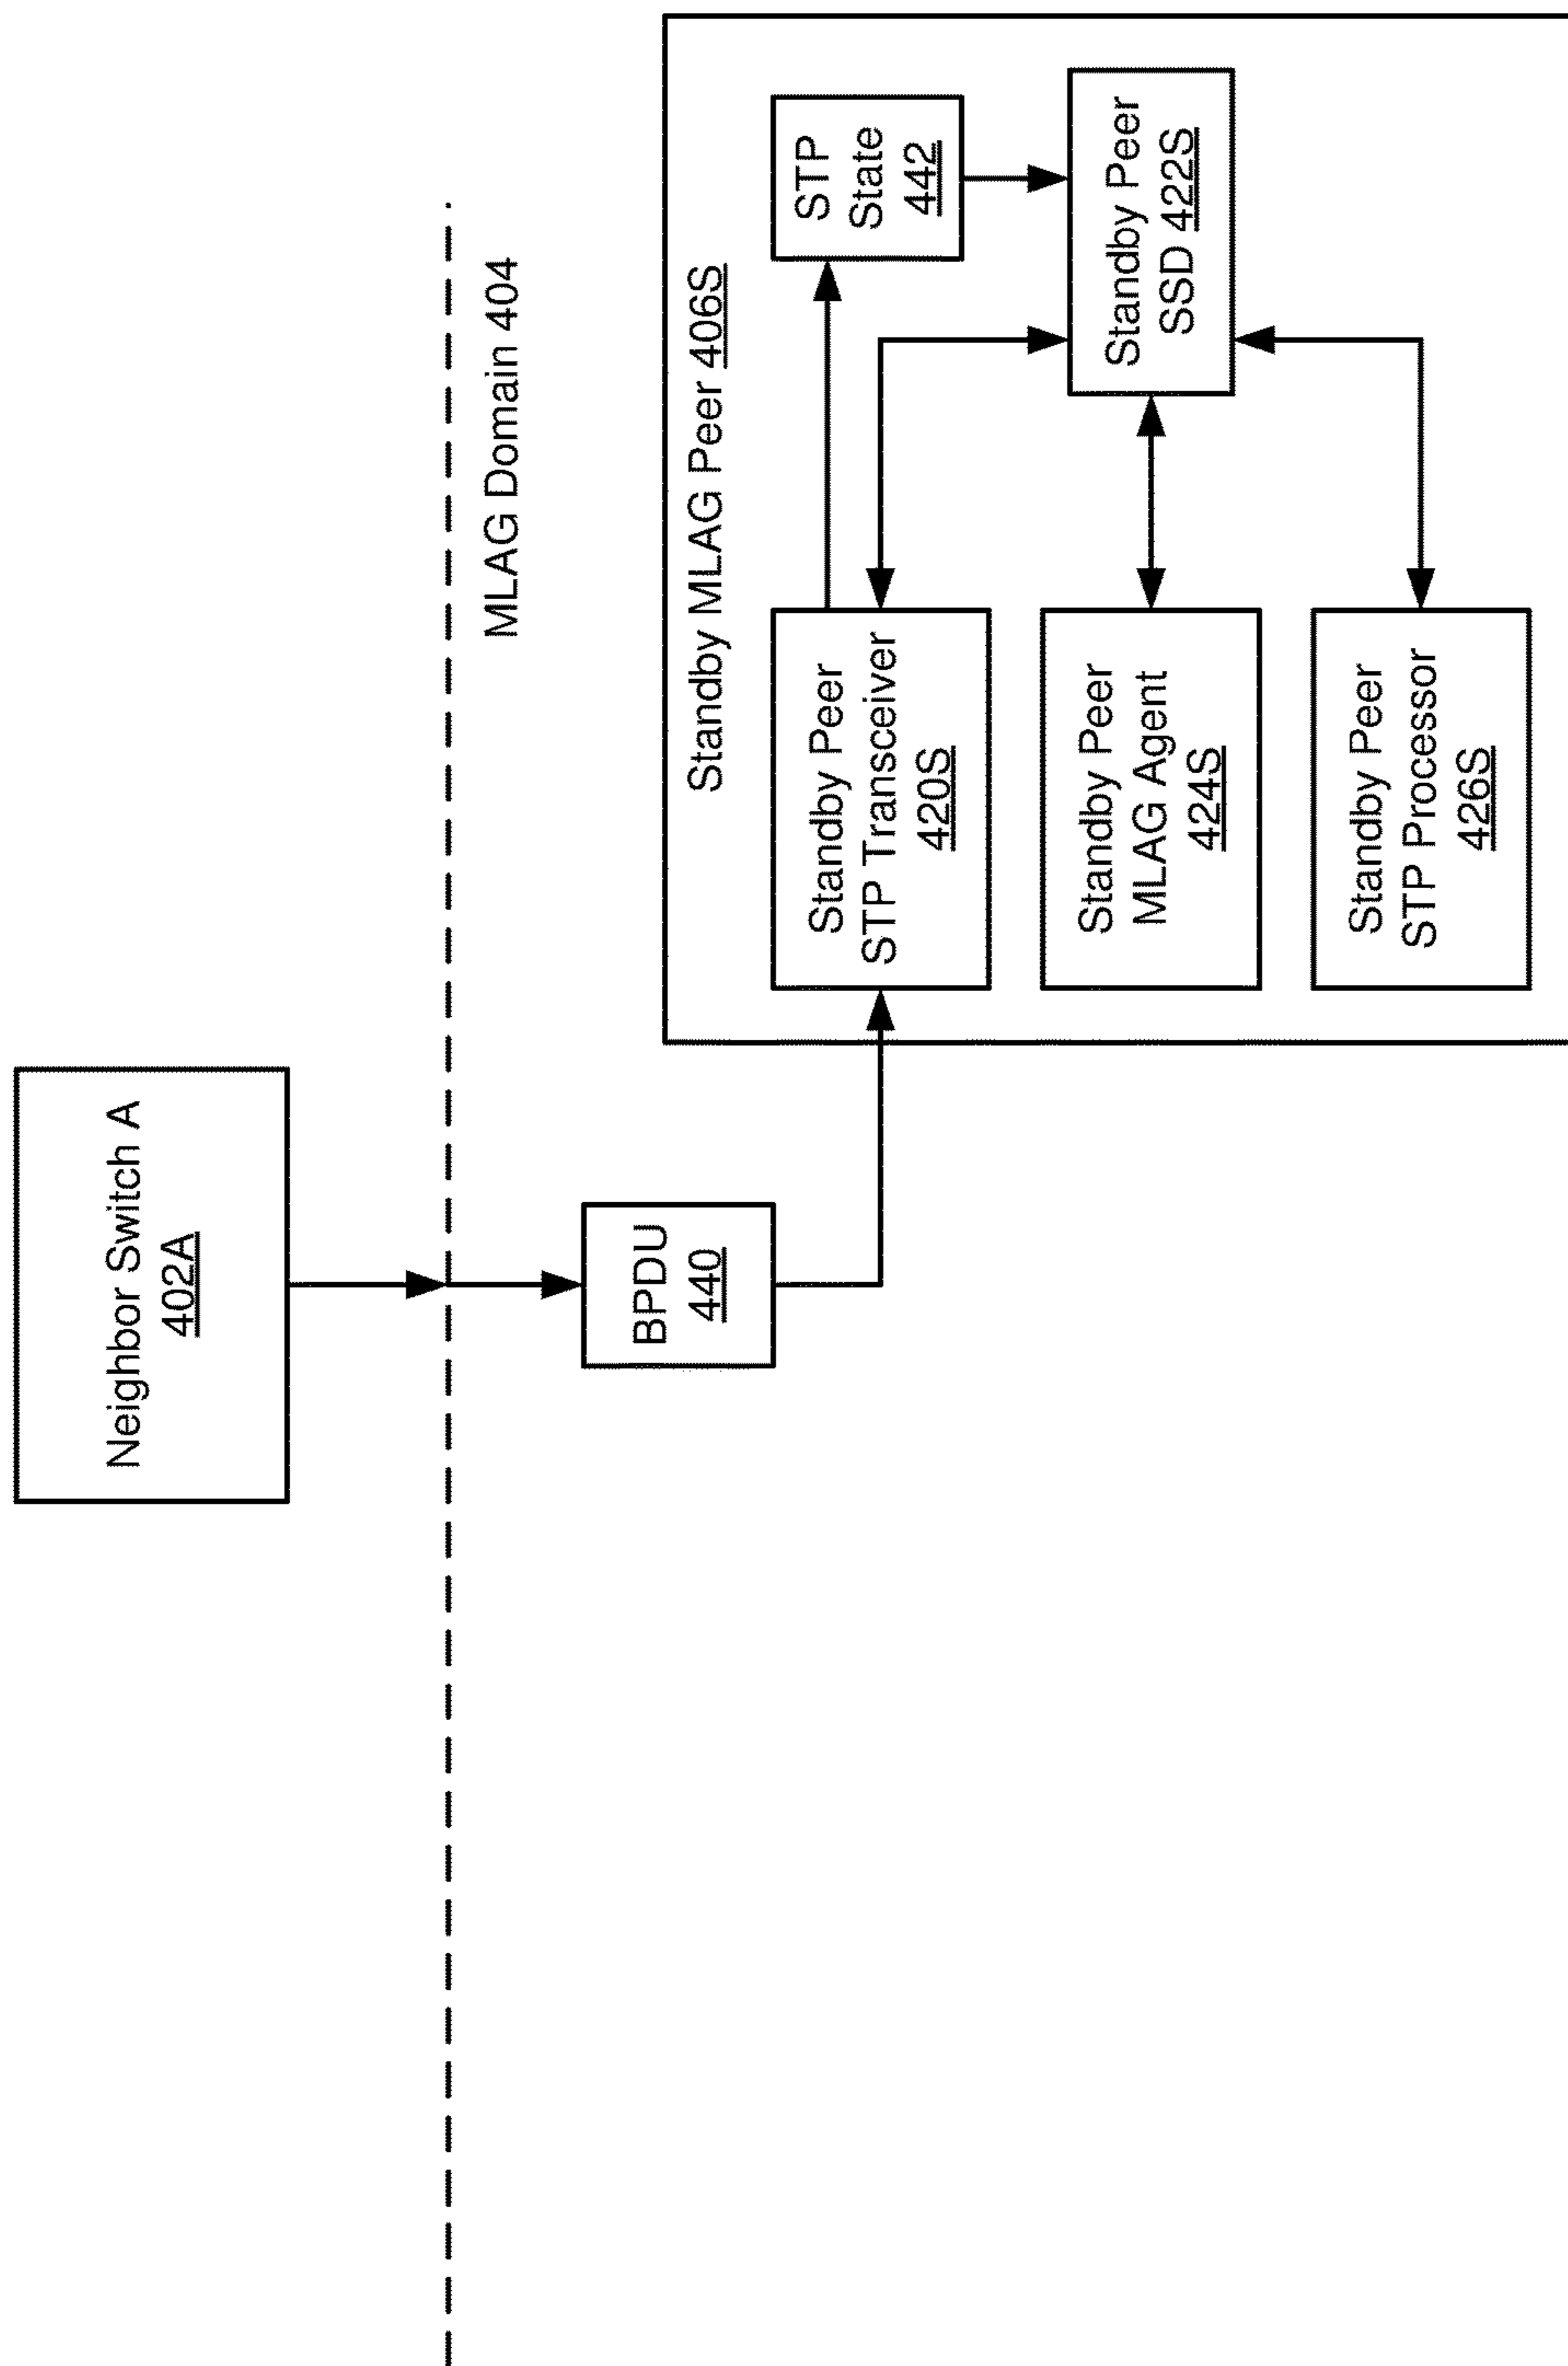 Neighbor Switch A
402A
MLAG Domain 404
BPDU
440
Standby MLAG Peer 406S
Standby Peer
STP Transceiver
420S
STP
State
442
Standby Peer
MLAG Agent
424S
Standby Peer
SSD 422S
Standby Peer
STP Processor
426S